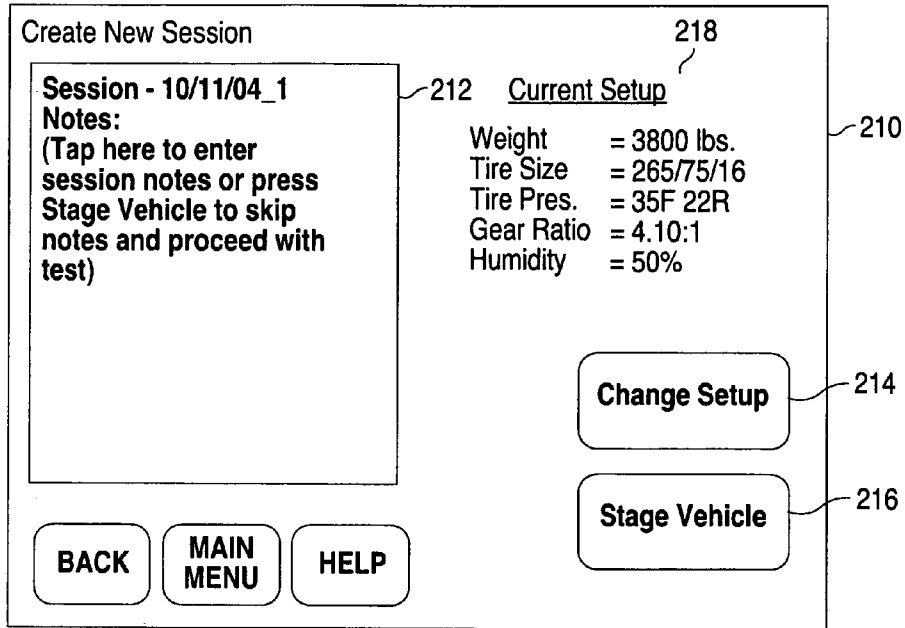 Create New Session
Session - 10/11/04_1
Notes:
(Tap here to enter
session notes or press
Stage Vehicle to skip
notes and proceed with
test)
212
218
Current Setup
210
Weight = 3800 lbs.
Tire Size = 265/75/16
Tire Pres. = 35F 22R
Gear Ratio = 4.10:1
Humidity = 50%
Change Setup
214
Stage Vehicle
216
BACK
MAIN
MENU
HELP